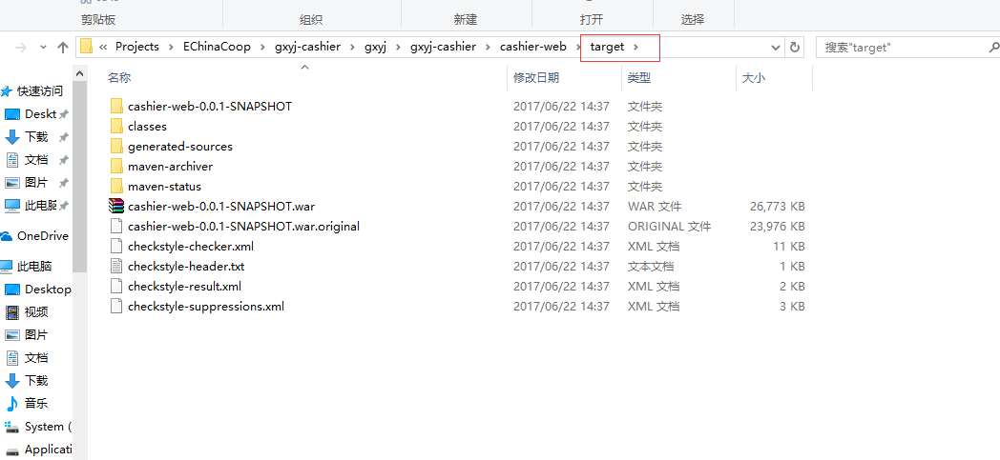 剪贴板 组织 新建 打开 选择
« Projects > EChinaCoop > gxyj-cashier > gxyj > gxyj-cashier > cashier-web > target > 搜索"target"
名称 修改日期 类型 大小
快速访问
Deskt
下载
文档
图片
此电脑
OneDrive
此电脑
Desktop
视频
图片
文档
下载
音乐
System (
Applicati
cashier-web-0.0.1-SNAPSHOT 2017/06/22 14:37 文件夹
classes 2017/06/22 14:37 文件夹
generated-sources 2017/06/22 14:37 文件夹
maven-archiver 2017/06/22 14:37 文件夹
maven-status 2017/06/22 14:37 文件夹
cashier-web-0.0.1-SNAPSHOT.war 2017/06/22 14:37 WAR 文件 26,773 KB
cashier-web-0.0.1-SNAPSHOT.war.original 2017/06/22 14:37 ORIGINAL 文件 23,976 KB
checkstyle-checker.xml 2017/06/22 14:37 XML 文档 11 KB
checkstyle-header.txt 2017/06/22 14:37 文本文档 1 KB
checkstyle-result.xml 2017/06/22 14:37 XML 文档 2 KB
checkstyle-suppressions.xml 2017/06/22 14:37 XML 文档 3 KB